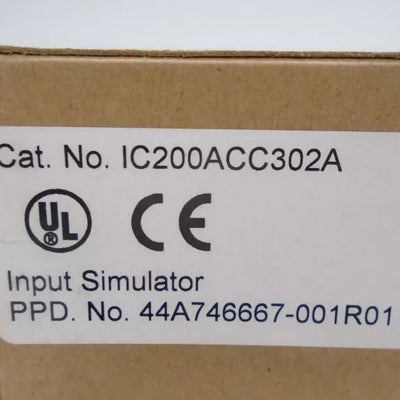 Cat. No. IC200ACC302A
UL ® CE
Input Simulator
PPD. No. 44A746667-001R01